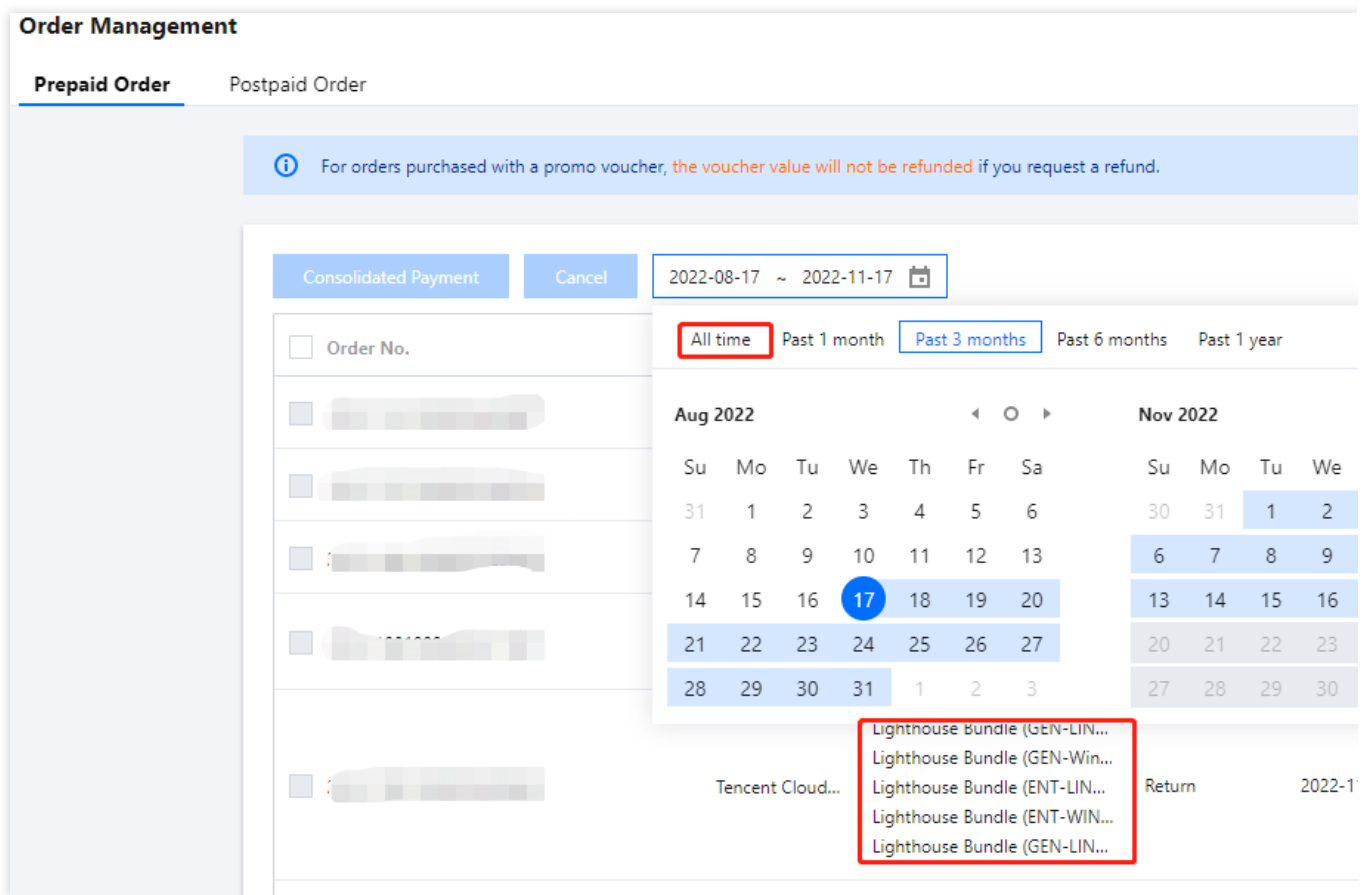 Order Management
Prepaid Order Postpaid Order
For orders purchased with a promo voucher, the voucher value will not be refunded if you request a refund.
Consolidated Payment Cancel 2022-08-17 ~ 2022-11-17
Order No.
All time Past 1 month Past 3 months Past 6 months Past 1 year
Aug 2022 Nov 2022
Su Mo Tu We Th Fr Sa Su Mo Tu We
31 1 2 3 4 5 6 30 31 1 2
7 8 9 10 11 12 13 6 7 8 9
14 15 16 17 18 19 20 13 14 15 16
21 22 23 24 25 26 27 20 21 22 23
28 29 30 31 1 2 3 27 28 29 30
Lighthouse Bundle (GEN-LIN...
Lighthouse Bundle (GEN-Win...
Tencent Cloud... Lighthouse Bundle (ENT-LIN... Return 2022-1
Lighthouse Bundle (ENT-WIN...
Lighthouse Bundle (GEN-LIN...